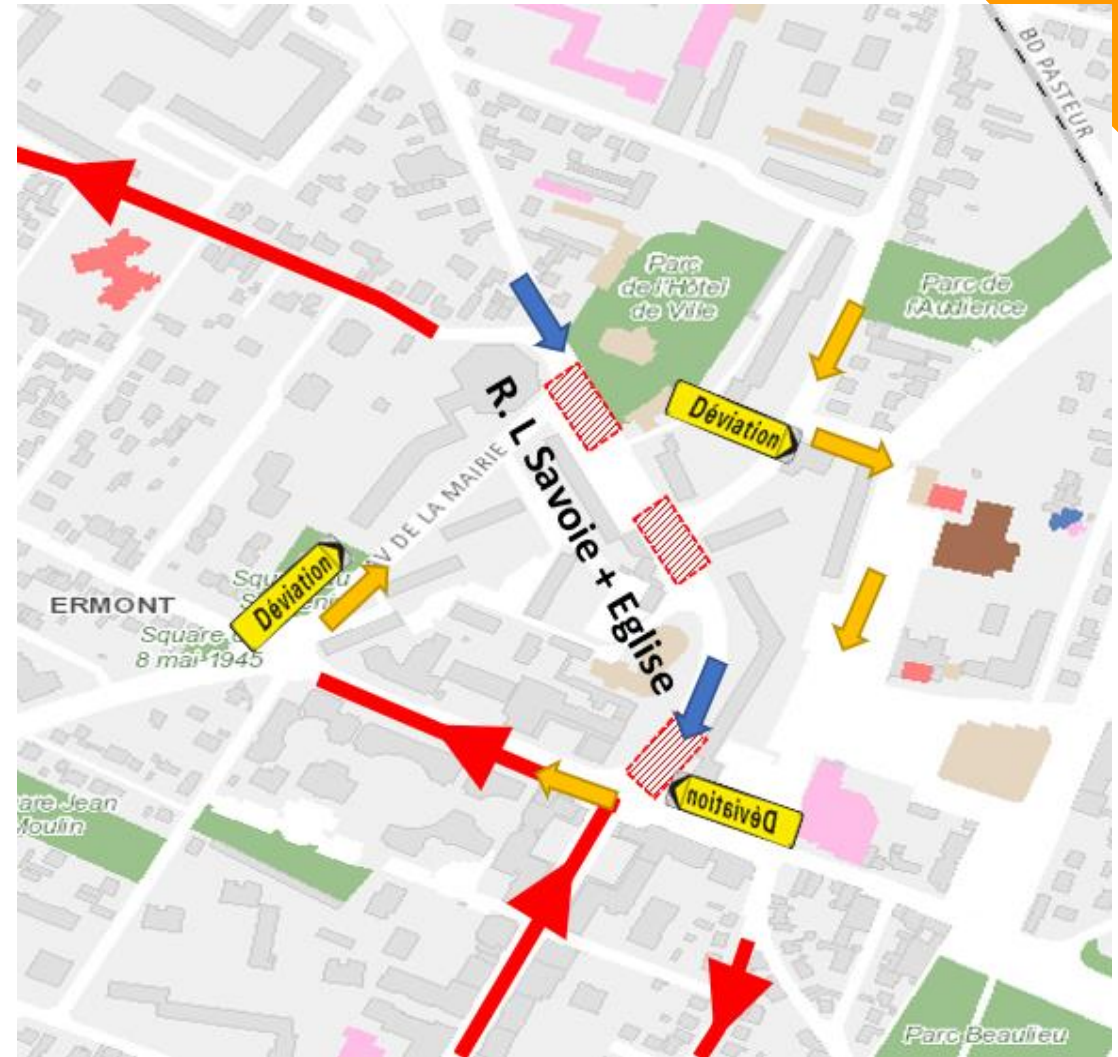 BD PASTEUR
Parc
de l'Hôtel
de Ville
Parc de
l'Audience
Déviation
R. L Savoie + Eglise
V DE LA MAIRIE
Déviation
ERMONT
Square
8 mai 1945
Déviation
Jean
Moulin
Parc Beaulieu